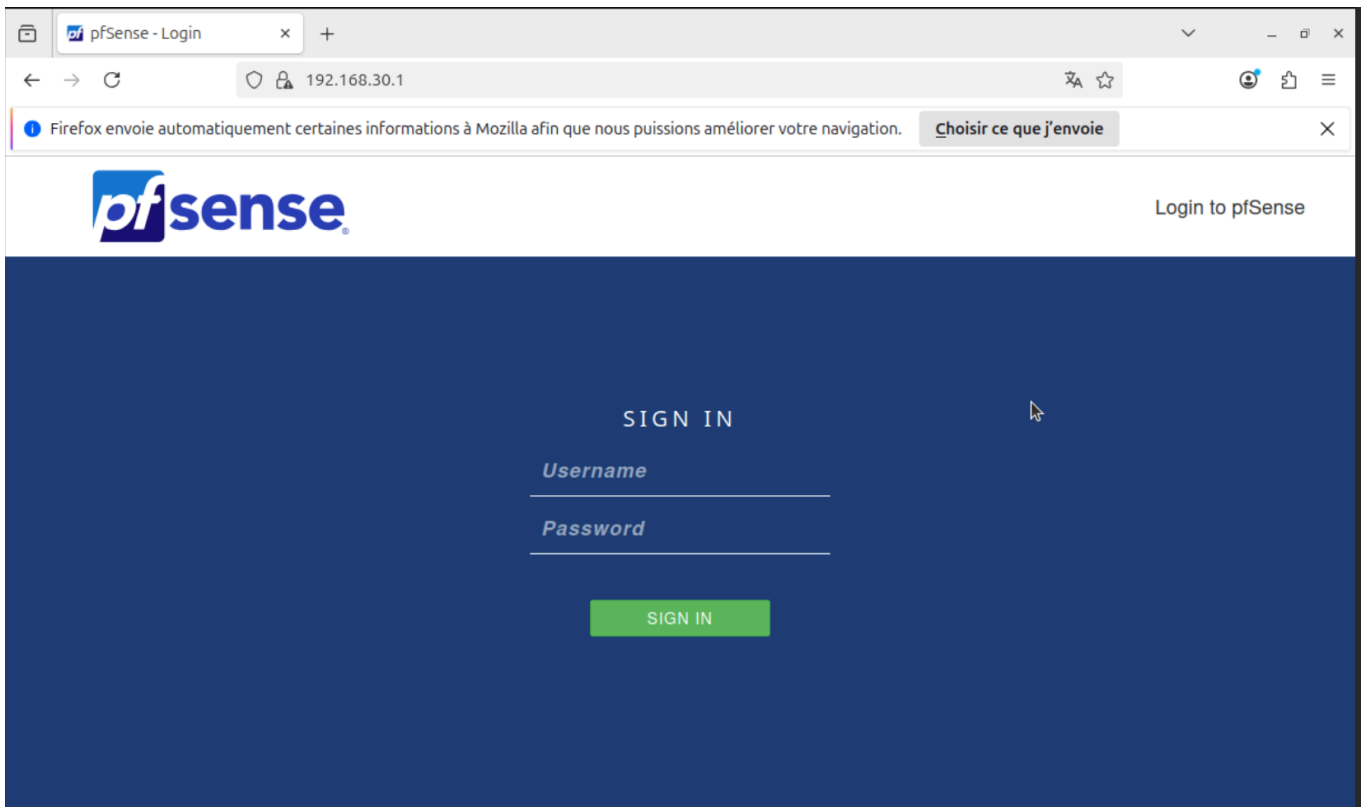 pfSense - Login
192.168.30.1
Firefox envoie automatiquement certaines informations à Mozilla afin que nous puissions améliorer votre navigation. Choisir ce que j’envoie
pfsense®
Login to pfSense
SIGN IN
Username
Password
SIGN IN